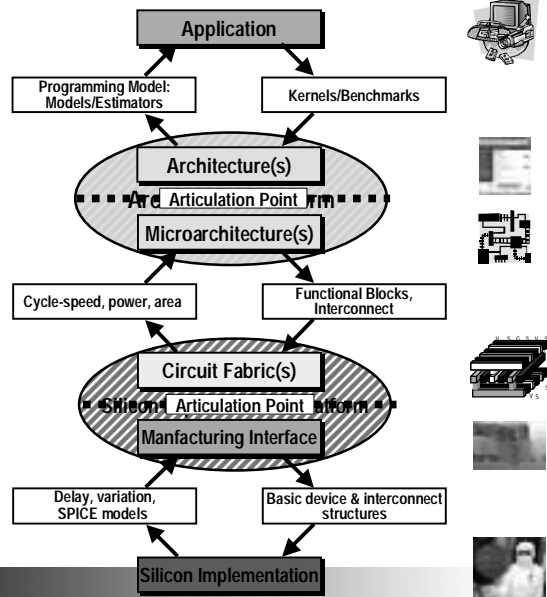 Application
Programming Model:
Models/Estimators
Kernels/Benchmarks
Architecture(s)
Articulation Point
Microarchitecture(s)
Cycle-speed, power, area
Functional Blocks,
Interconnect
V S G S V S
Circuit Fabric(s)
S
V S
Articulation Point
Manfacturing Interface
Delay, variation,
SPICE models
Basic device & interconnect
structures
Silicon Implementation